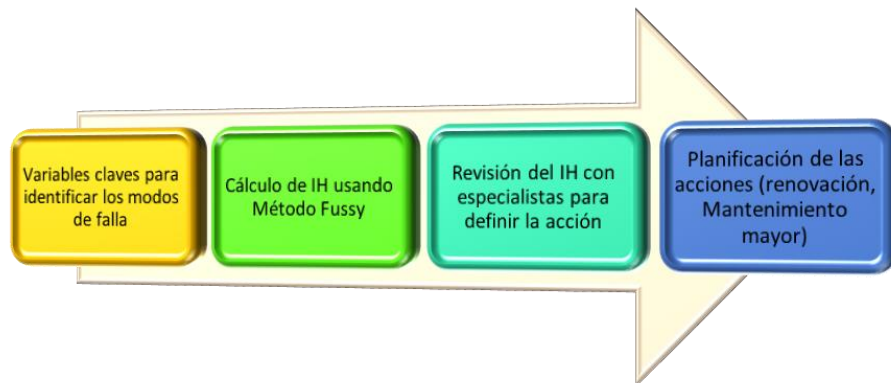 Variables claves para
identificar los modos
de falla
Cálculo de IH usando
Método Fussy
Revisión del IH con
especialistas para
definir la acción
Planificación de las
acciones (renovación,
Mantenimiento
mayor)